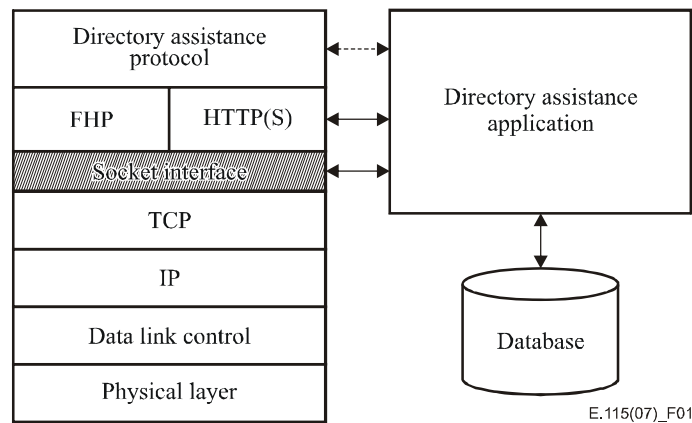 Directory assistance
protocol
FHP
HTTP(S)
Socket interface
TCP
IP
Data link control
Physical layer
Directory assistance
application
Database
E.115(07)_F01